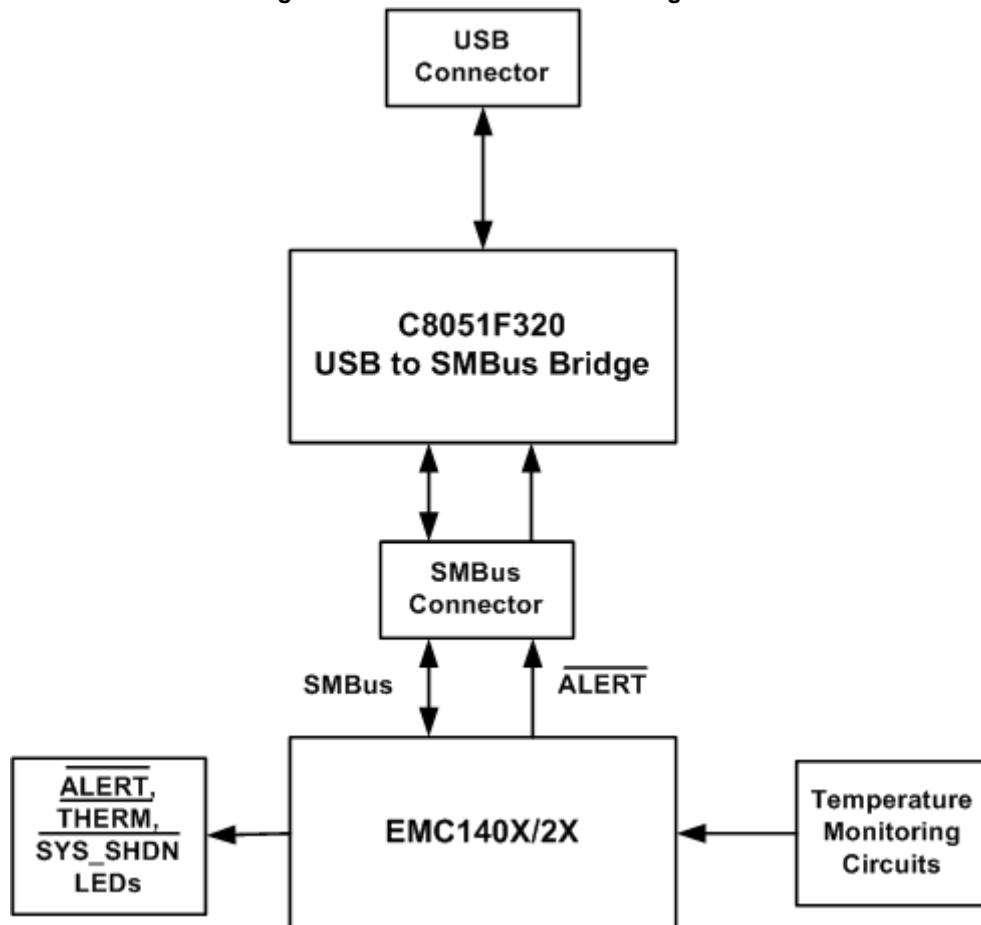 USB
Connector
C8051F320
USB to SMBus Bridge
SMBus
Connector
SMBus
ALERT
ALERT,
THERM,
SYS_SHDN
LEDs
EMC140X/2X
Temperature
Monitoring
Circuits